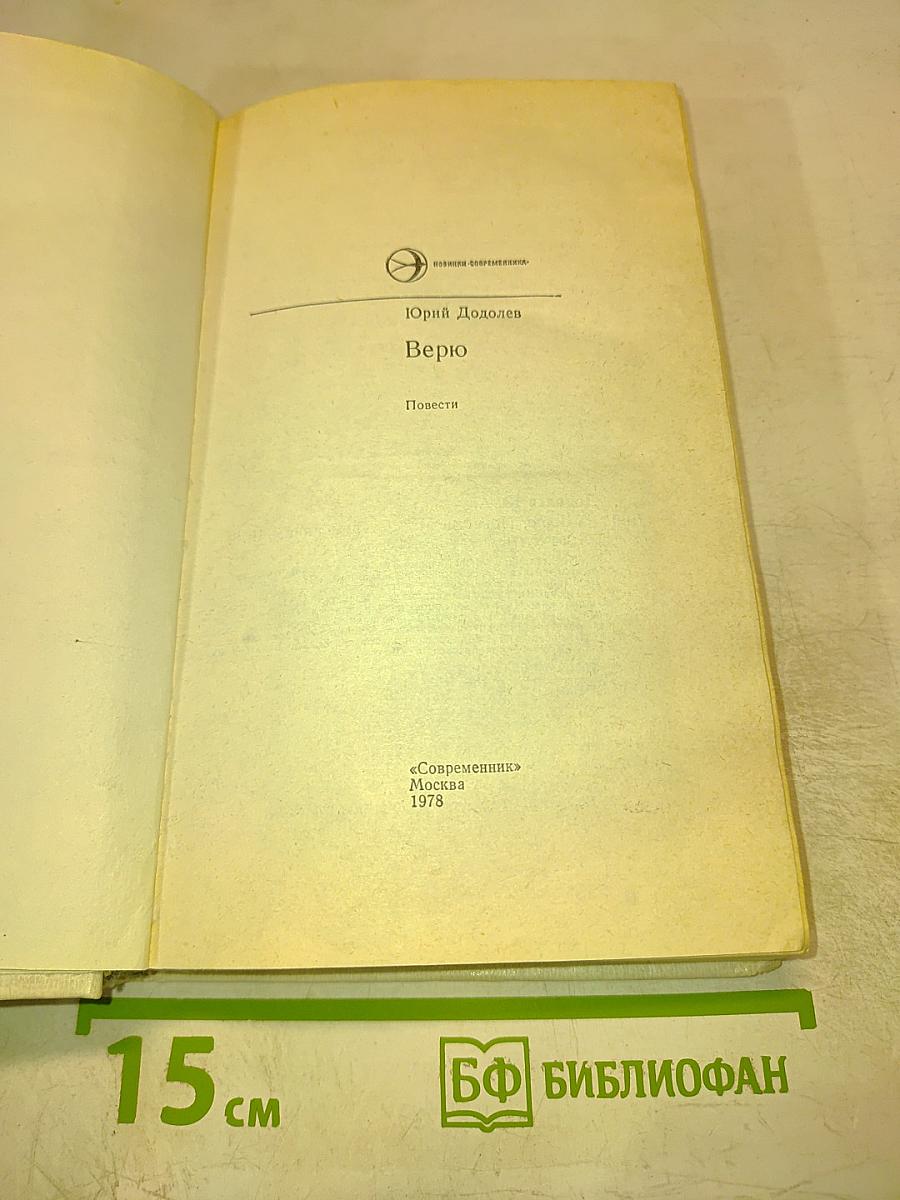 НОВИНКИ «СОВРЕМЕННИКА»
Юрий Додолев
Верю
Повести
«Современник»
Москва
1978
15 см
БФ БИБЛИОФАН